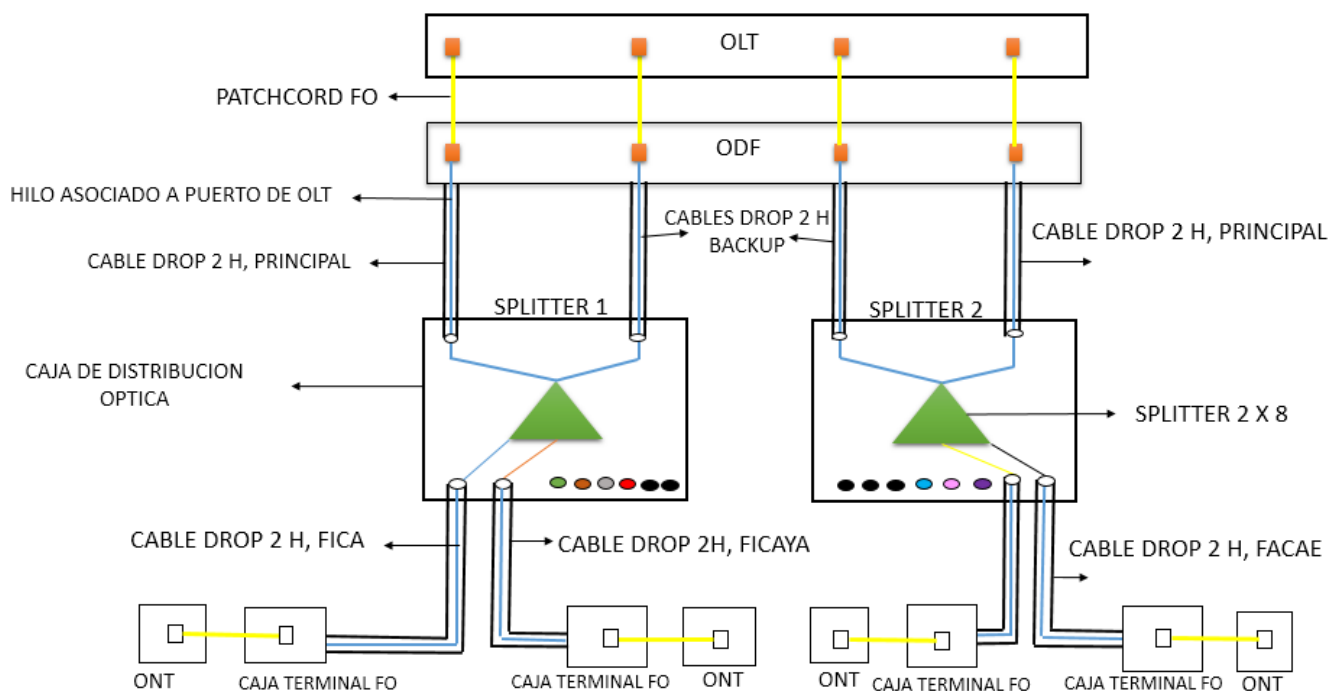 OLT
PATCHCORD FO
ODF
HILO ASOCIADO A PUERTO DE OLT
CABLES DROP 2 H
BACKUP
CABLE DROP 2 H, PRINCIPAL
CABLE DROP 2 H, PRINCIPAL
SPLITTER 1
SPLITTER 2
CAJA DE DISTRIBUCION
OPTICA
SPLITTER 2 X 8
CABLE DROP 2 H, FICA
CABLE DROP 2H, FICAYA
CABLE DROP 2 H, FACAE
ONT
CAJA TERMINAL FO
CAJA TERMINAL FO
ONT
ONT
CAJA TERMINAL FO
CAJA TERMINAL FO
ONT